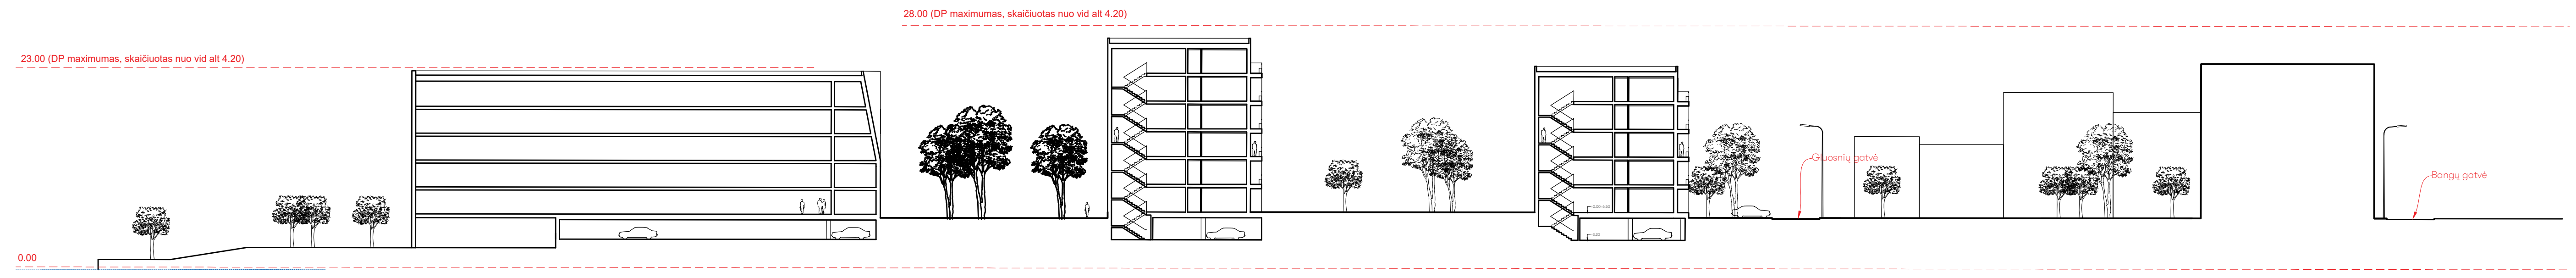 28.00 (DP maximumas, skaičiuotas nuo vid alt 4.20)
23.00 (DP maximumas, skaičiuotas nuo vid alt 4.20)
Gluosnių gatvė
Bangų gatvė
0.00